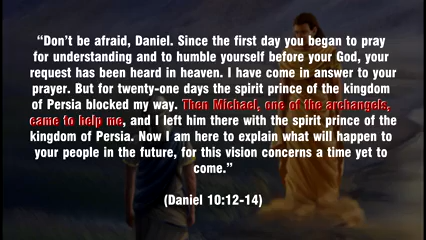 “Don’t be afraid, Daniel. Since the first day you began to pray
for understanding and to humble yourself before your God, your
request has been heard in heaven. I have come in answer to your
prayer. But for twenty-one days the spirit prince of the kingdom
of Persia blocked my way. Then Michael, one of the archangels,
came to help me, and I left him there with the spirit prince of the
kingdom of Persia. Now I am here to explain what will happen to
your people in the future, for this vision concerns a time yet to
come.”
(Daniel 10:12-14)